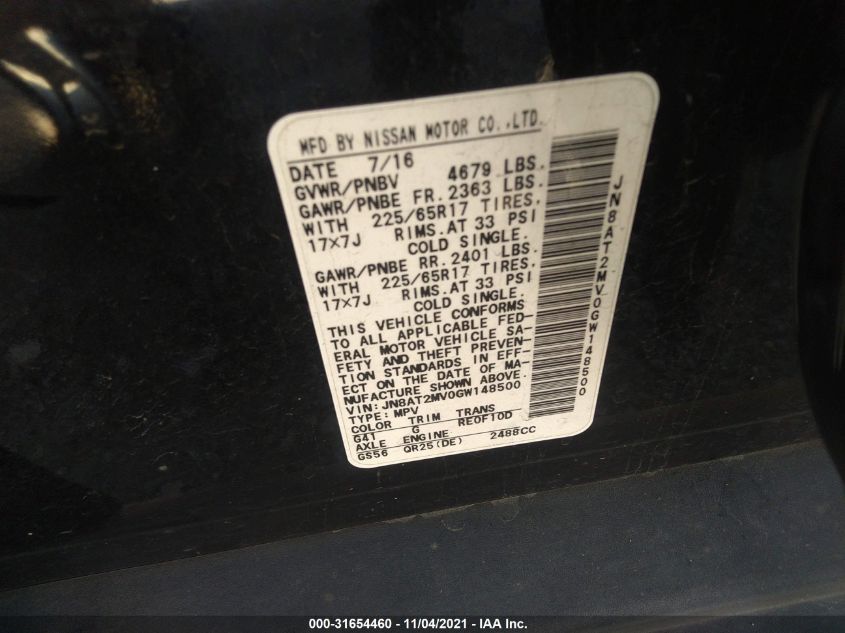 MFD BY NISSAN MOTOR CO.,LTD.
DATE 7/16
GVWR/PNBV 4679 LBS.
GAWR/PNBE FR. 2363 LBS.
WITH 225/65R17 TIRES.
17×7J RIMS.AT 33 PSI
COLD SINGLE.
GAWR/PNBE RR. 2401 LBS.
WITH 225/65R17 TIRES.
17×7J RIMS.AT 33 PSI
COLD SINGLE.
THIS VEHICLE CONFORMS
TO ALL APPLICABLE FED-
ERAL MOTOR VEHICLE SA-
FETY AND THEFT PREVEN-
TION STANDARDS IN EFF-
ECT ON THE DATE OF MA-
NUFACTURE SHOWN ABOVE.
VIN:JN8AT2MV0GW148500
TYPE:MPV
COLOR TRIM TRANS
G41 G RE0F10D
AXLE ENGINE
GS56 QR25(DE) 2488CC
JN8AT2MV0GW148500
000-31654460 - 11/04/2021 - IAA Inc.